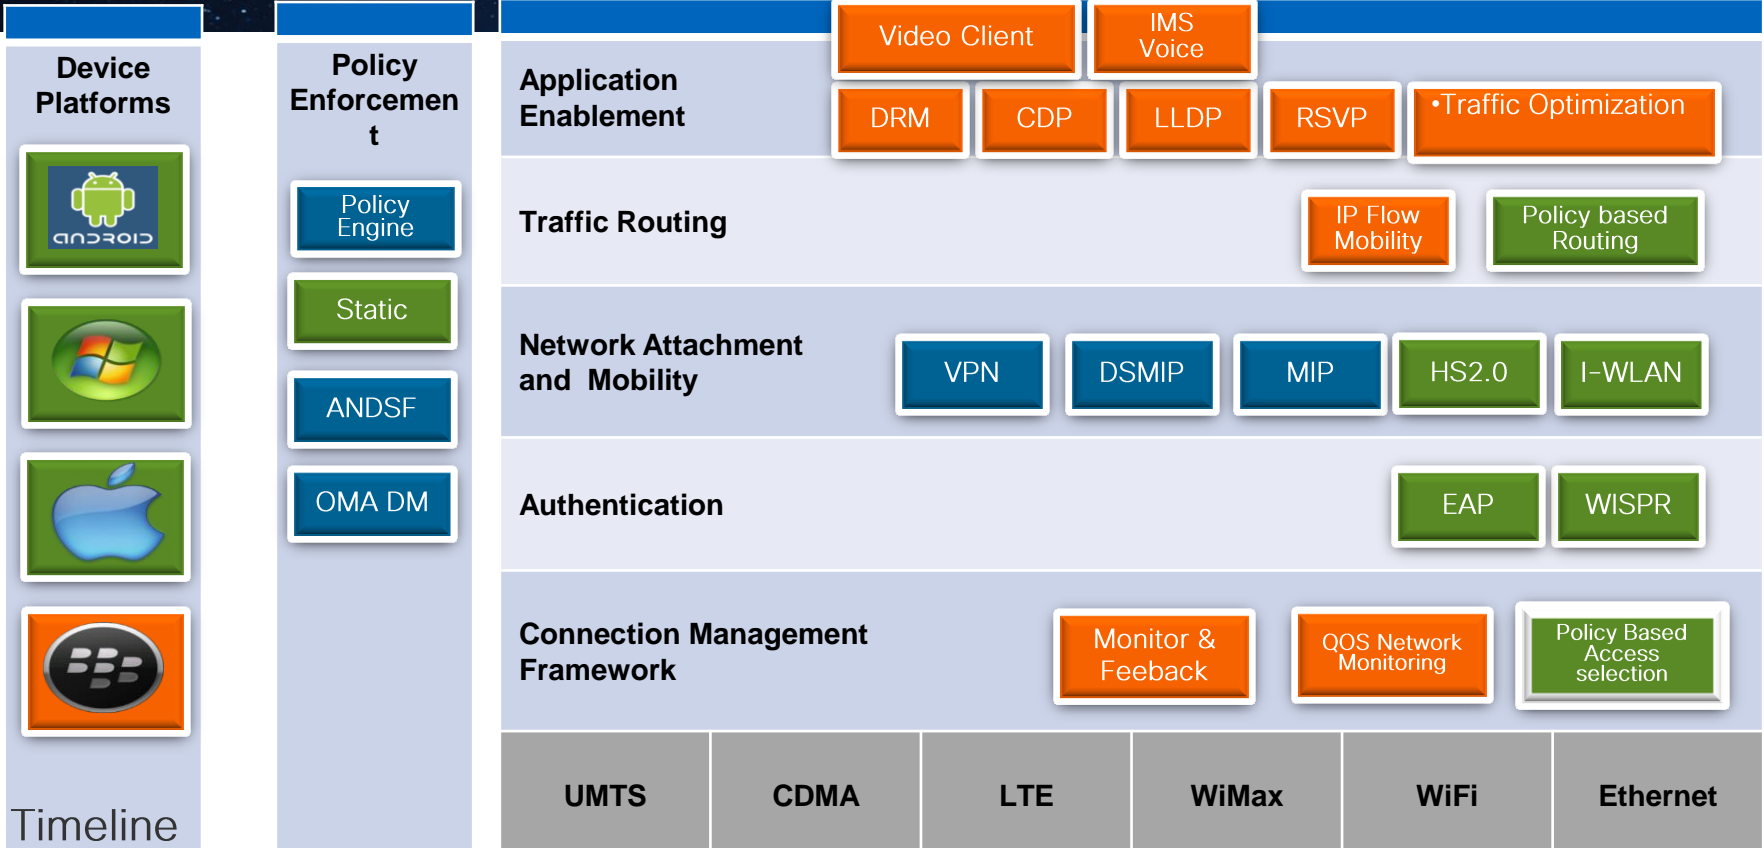 Device
Platforms
ANDROID
Timeline
Policy
Enforcemen
t
Policy
Engine
Static
ANDSF
OMA DM
Application
Enablement
Video Client
IMS
Voice
DRM
CDP
LLDP
RSVP
•Traffic Optimization
Traffic Routing
IP Flow
Mobility
Policy based
Routing
Network Attachment
and Mobility
VPN
DSMIP
MIP
HS2.0
I-WLAN
Authentication
EAP
WISPR
Connection Management
Framework
Monitor &
Feeback
QOS Network
Monitoring
Policy Based
Access
selection
UMTS
CDMA
LTE
WiMax
WiFi
Ethernet